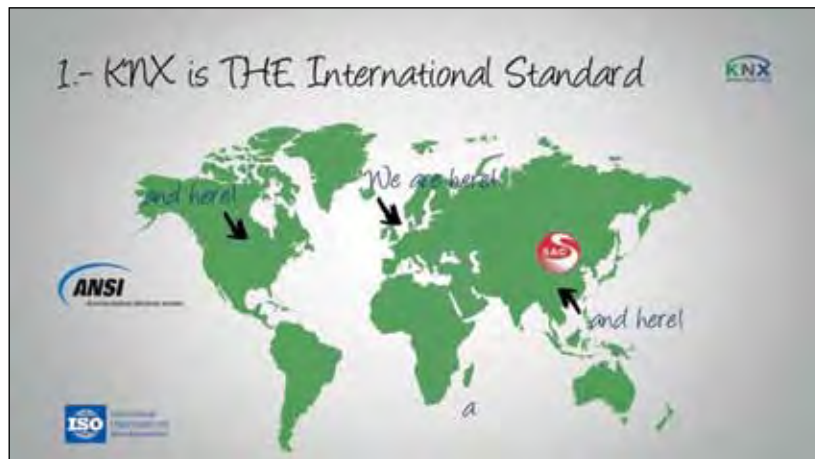 1.- KNX is THE International Standard
KNX
and here!
We are here!
SAC
ANSI
and here!
a
ISO